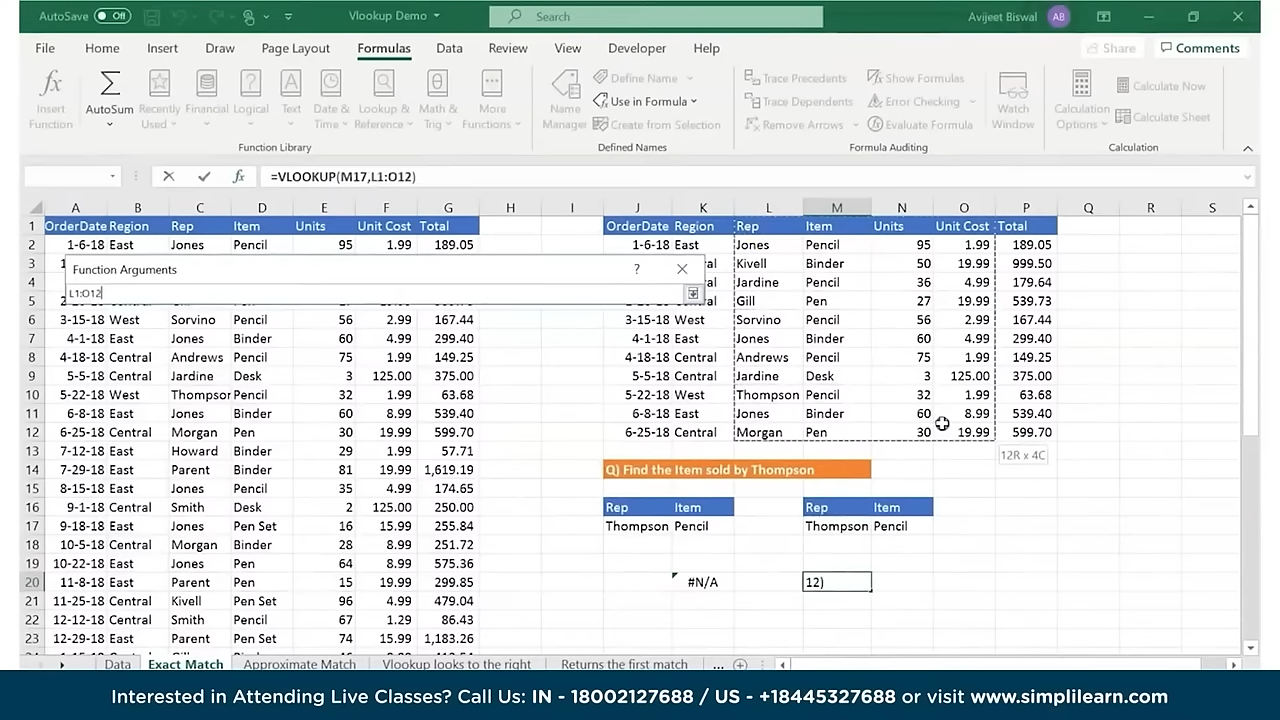 AutoSave Off Vlookup Demo Search Avijeet Biswal AB
File Home Insert Draw Page Layout Formulas Data Review View Developer Help Share Comments
Insert Function AutoSum Recently Used Financial Logical Text Date & Time Lookup & Reference Math & Trig More Functions Name Manager Define Name Use in Formula Create from Selection Trace Precedents Trace Dependents Remove Arrows Show Formulas Error Checking Evaluate Formula Watch Window Calculation Options Calculate Now Calculate Sheet
Function Library Defined Names Formula Auditing Calculation
fx =VLOOKUP(M17,L1:O12)
A B C D E F G H I J K L M N O P Q R S
1 OrderDate Region Rep Item Units Unit Cost Total OrderDate Region Rep Item Units Unit Cost Total
2 1-6-18 East Jones Pencil 95 1.99 189.05 1-6-18 East Jones Pencil 95 1.99 189.05
Function Arguments ?
L1:O12
3 Kivell Binder 50 19.99 999.50
4 Jardine Pencil 36 4.99 179.64
5 Gill Pen 27 19.99 539.73
6 3-15-18 West Sorvino Pencil 56 2.99 167.44 3-15-18 West Sorvino Pencil 56 2.99 167.44
7 4-1-18 East Jones Binder 60 4.99 299.40 4-1-18 East Jones Binder 60 4.99 299.40
8 4-18-18 Central Andrews Pencil 75 1.99 149.25 4-18-18 Central Andrews Pencil 75 1.99 149.25
9 5-5-18 Central Jardine Desk 3 125.00 375.00 5-5-18 Central Jardine Desk 3 125.00 375.00
10 5-22-18 West Thompson Pencil 32 1.99 63.68 5-22-18 West Thompson Pencil 32 1.99 63.68
11 6-8-18 East Jones Binder 60 8.99 539.40 6-8-18 East Jones Binder 60 8.99 539.40
12 6-25-18 Central Morgan Pen 30 19.99 599.70 6-25-18 Central Morgan Pen 30 19.99 599.70
13 7-12-18 East Howard Binder 29 1.99 57.71 12R x 4C
14 7-29-18 East Parent Binder 81 19.99 1,619.19 Q) Find the Item sold by Thompson
15 8-15-18 East Jones Pencil 35 4.99 174.65
16 9-1-18 Central Smith Desk 2 125.00 250.00 Rep Item Rep Item
17 9-18-18 East Jones Pen Set 16 15.99 255.84 Thompson Pencil Thompson Pencil
18 10-5-18 Central Morgan Binder 28 8.99 251.72
19 10-22-18 East Jones Pen 64 8.99 575.36
20 11-8-18 East Parent Pen 15 19.99 299.85 #N/A 12)
21 11-25-18 Central Kivell Pen Set 96 4.99 479.04
22 12-12-18 Central Smith Pencil 67 1.29 86.43
23 12-29-18 East Parent Pen Set 74 15.99 1,183.26
Data Exact Match Approximate Match Vlookup looks to the right Returns the first match ...
Interested in Attending Live Classes? Call Us: IN - 18002127688 / US - +18445327688 or visit www.simplilearn.com